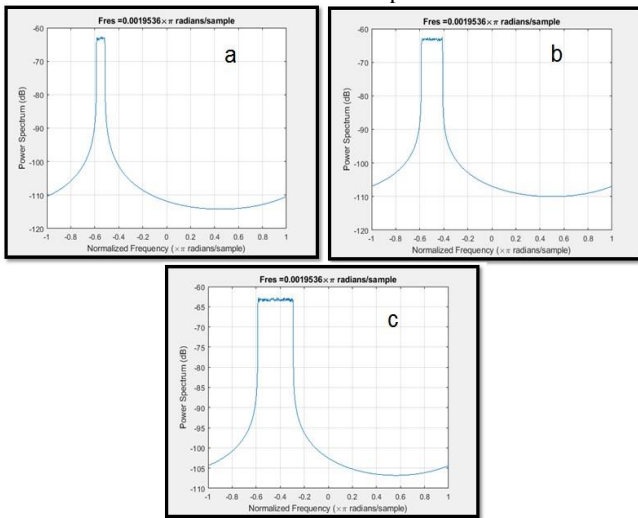 Fres =0.0019536×π radians/sample
a
Power Spectrum (dB)
-60
-70
-80
-90
-100
-110
-120
-1 -0.8 -0.6 -0.4 -0.2 0 0.2 0.4 0.6 0.8 1
Normalized Frequency (×π radians/sample)
Fres =0.0019536×π radians/sample
b
Power Spectrum (dB)
-60
-70
-80
-90
-100
-110
-120
-1 -0.8 -0.6 -0.4 -0.2 0 0.2 0.4 0.6 0.8 1
Normalized Frequency (×π radians/sample)
Fres =0.0019536×π radians/sample
c
Power Spectrum (dB)
-60
-65
-70
-75
-80
-85
-90
-95
-100
-105
-110
-1 -0.8 -0.6 -0.4 -0.2 0 0.2 0.4 0.6 0.8 1
Normalized Frequency (×π radians/sample)